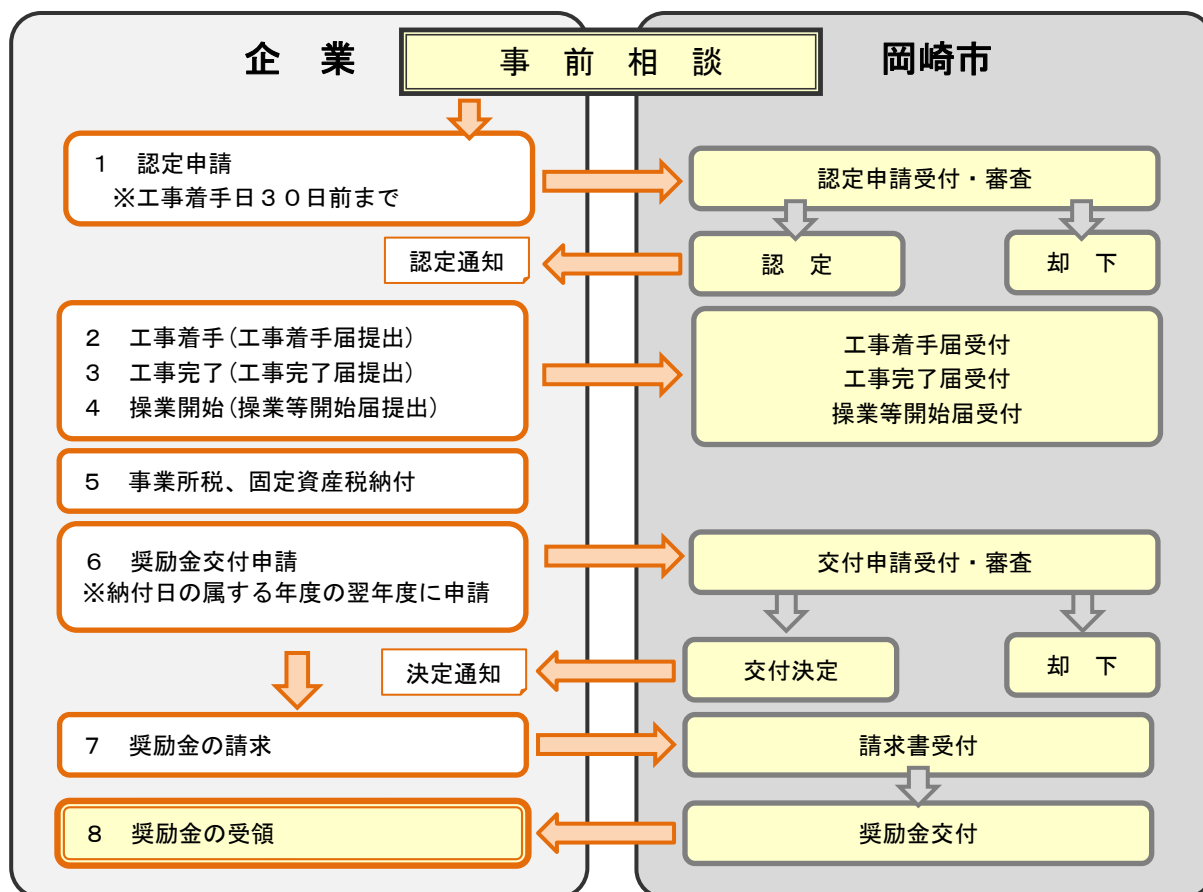 企　業
事　前　相　談
岡崎市
１　認定申請
※工事着手日３０日前まで
認定申請受付・審査
認定通知
認　定
却　下
２　工事着手（工事着手届提出）
３　工事完了（工事完了届提出）
４　操業開始（操業等開始届提出）
工事着手届受付
工事完了届受付
操業等開始届受付
５　事業所税、固定資産税納付
６　奨励金交付申請
※納付日の属する年度の翌年度に申請
交付申請受付・審査
決定通知
交付決定
却　下
７　奨励金の請求
請求書受付
８　奨励金の受領
奨励金交付